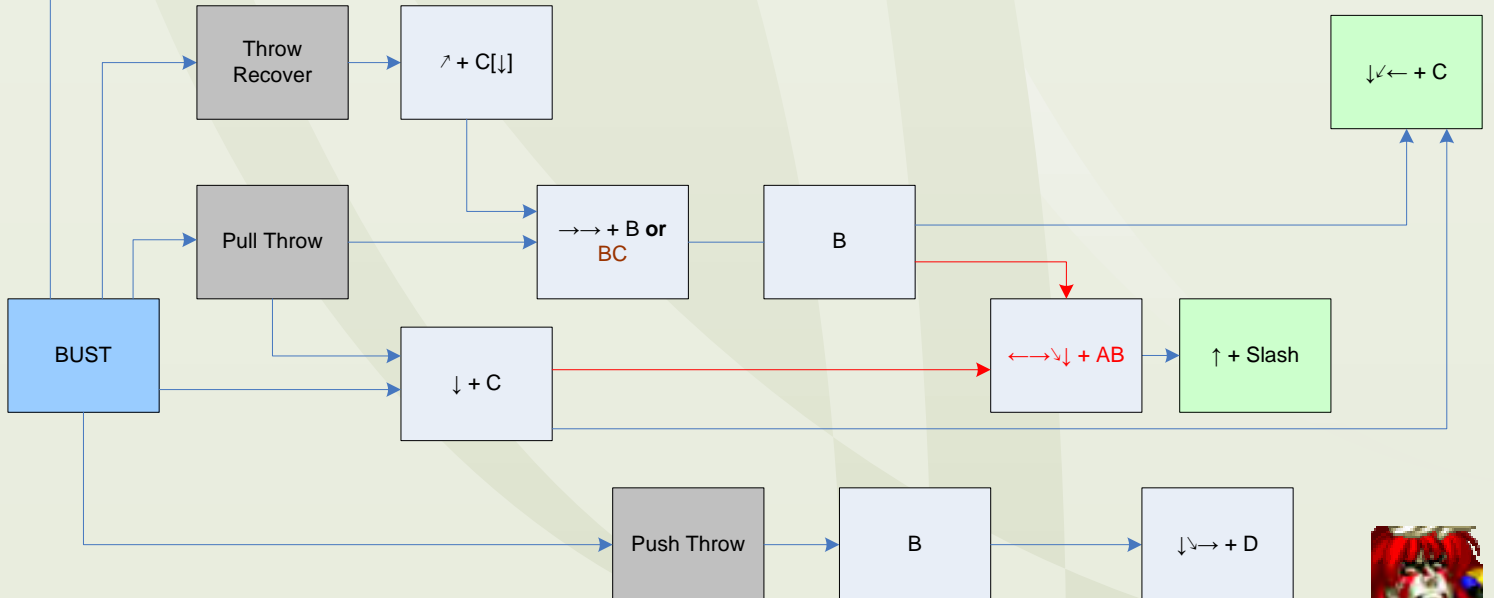 Throw
Recover
↗ + C[↓]
↓↙← + C
Pull Throw
→→ + B or
BC
B
BUST
↓ + C
←→↘↓ + AB
↑ + Slash
Push Throw
B
↓↘→ + D